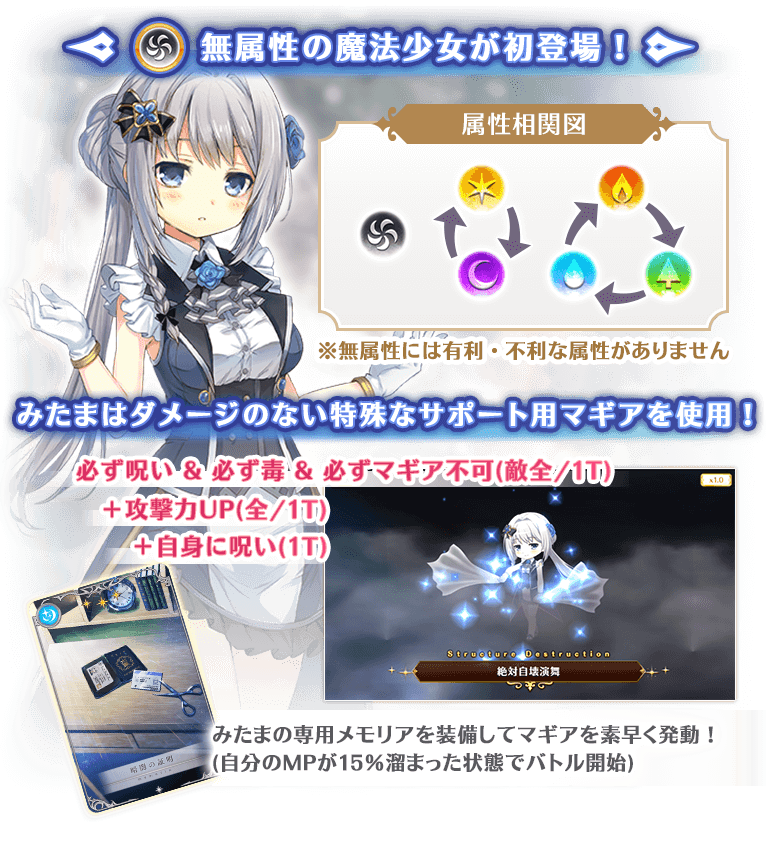 無属性の魔法少女が初登場!
属性相関図
※無属性には有利・不利な属性がありません
みたまはダメージのない特殊なサポート用マギアを使用!
必ず呪い & 必ず毒 & 必ずマギア不可(敵全/1T)
+攻撃力UP(全/1T)
+自身に呪い(1T)
x1.0
Structure Destruction
絶対自壊演舞
暗闇の証明
みたまの専用メモリアを装備してマギアを素早く発動!
(自分のMPが15%溜まった状態でバトル開始)